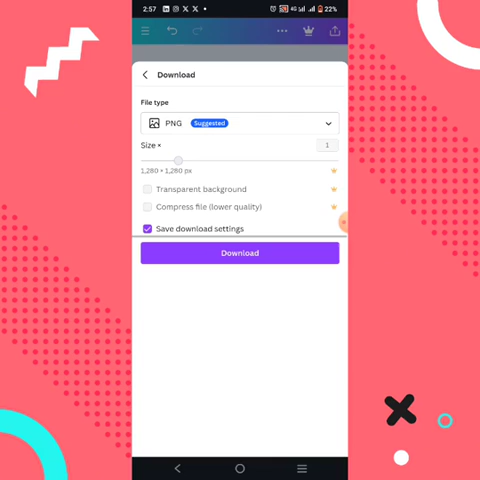 2:57 4G 22%
Download
File type
PNG Suggested
Size × 1
1,280 × 1,280 px
Transparent background
Compress file (lower quality)
Save download settings
Download